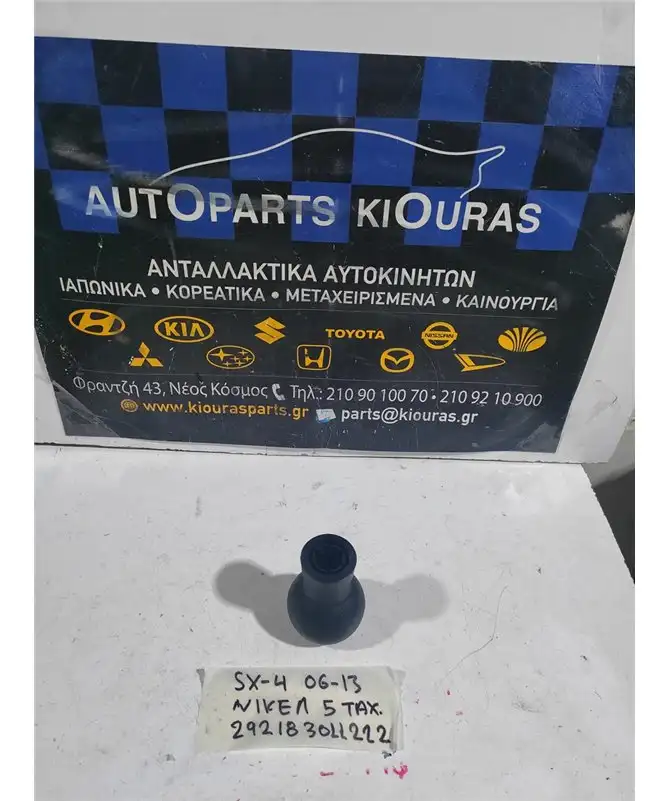 AUTOPARTS KIOURAS
ΑΝΤΑΛΛΑΚΤΙΚΑ ΑΥΤΟΚΙΝΗΤΩΝ
ΙΑΠΩΝΙΚΑ • ΚΟΡΕΑΤΙΚΑ • ΜΕΤΑΧΕΙΡΙΣΜΕΝΑ • ΚΑΙΝΟΥΡΓΙΑ
KIA TOYOTA NISSAN
Φραντζή 43, Νέος Κόσμος Τηλ.: 210 90 100 70 • 210 92 10 900
www.kiourasparts.gr parts@kiouras.gr
SX-4 06-13
ΝΙΚΕΛ 5 ΤΑΧ.